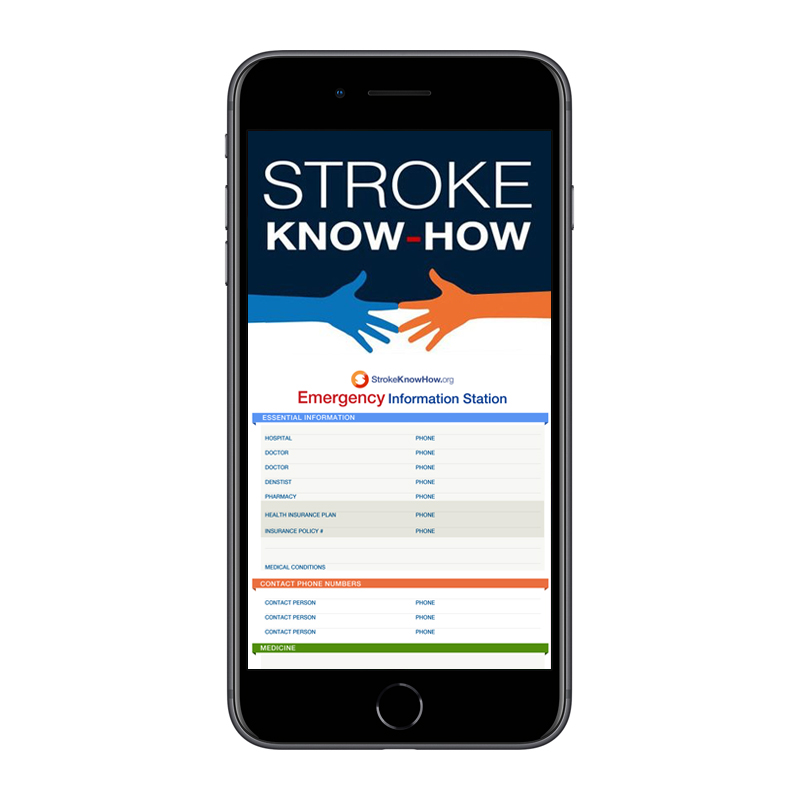 STROKE
KNOW-HOW
StrokeKnowHow.org
Emergency Information Station
ESSENTIAL INFORMATION
HOSPITAL PHONE
DOCTOR PHONE
DOCTOR PHONE
DENSTIST PHONE
PHARMACY PHONE
HEALTH INSURANCE PLAN PHONE
INSURANCE POLICY # PHONE
MEDICAL CONDITIONS
CONTACT PHONE NUMBERS
CONTACT PERSON PHONE
CONTACT PERSON PHONE
CONTACT PERSON PHONE
MEDICINE